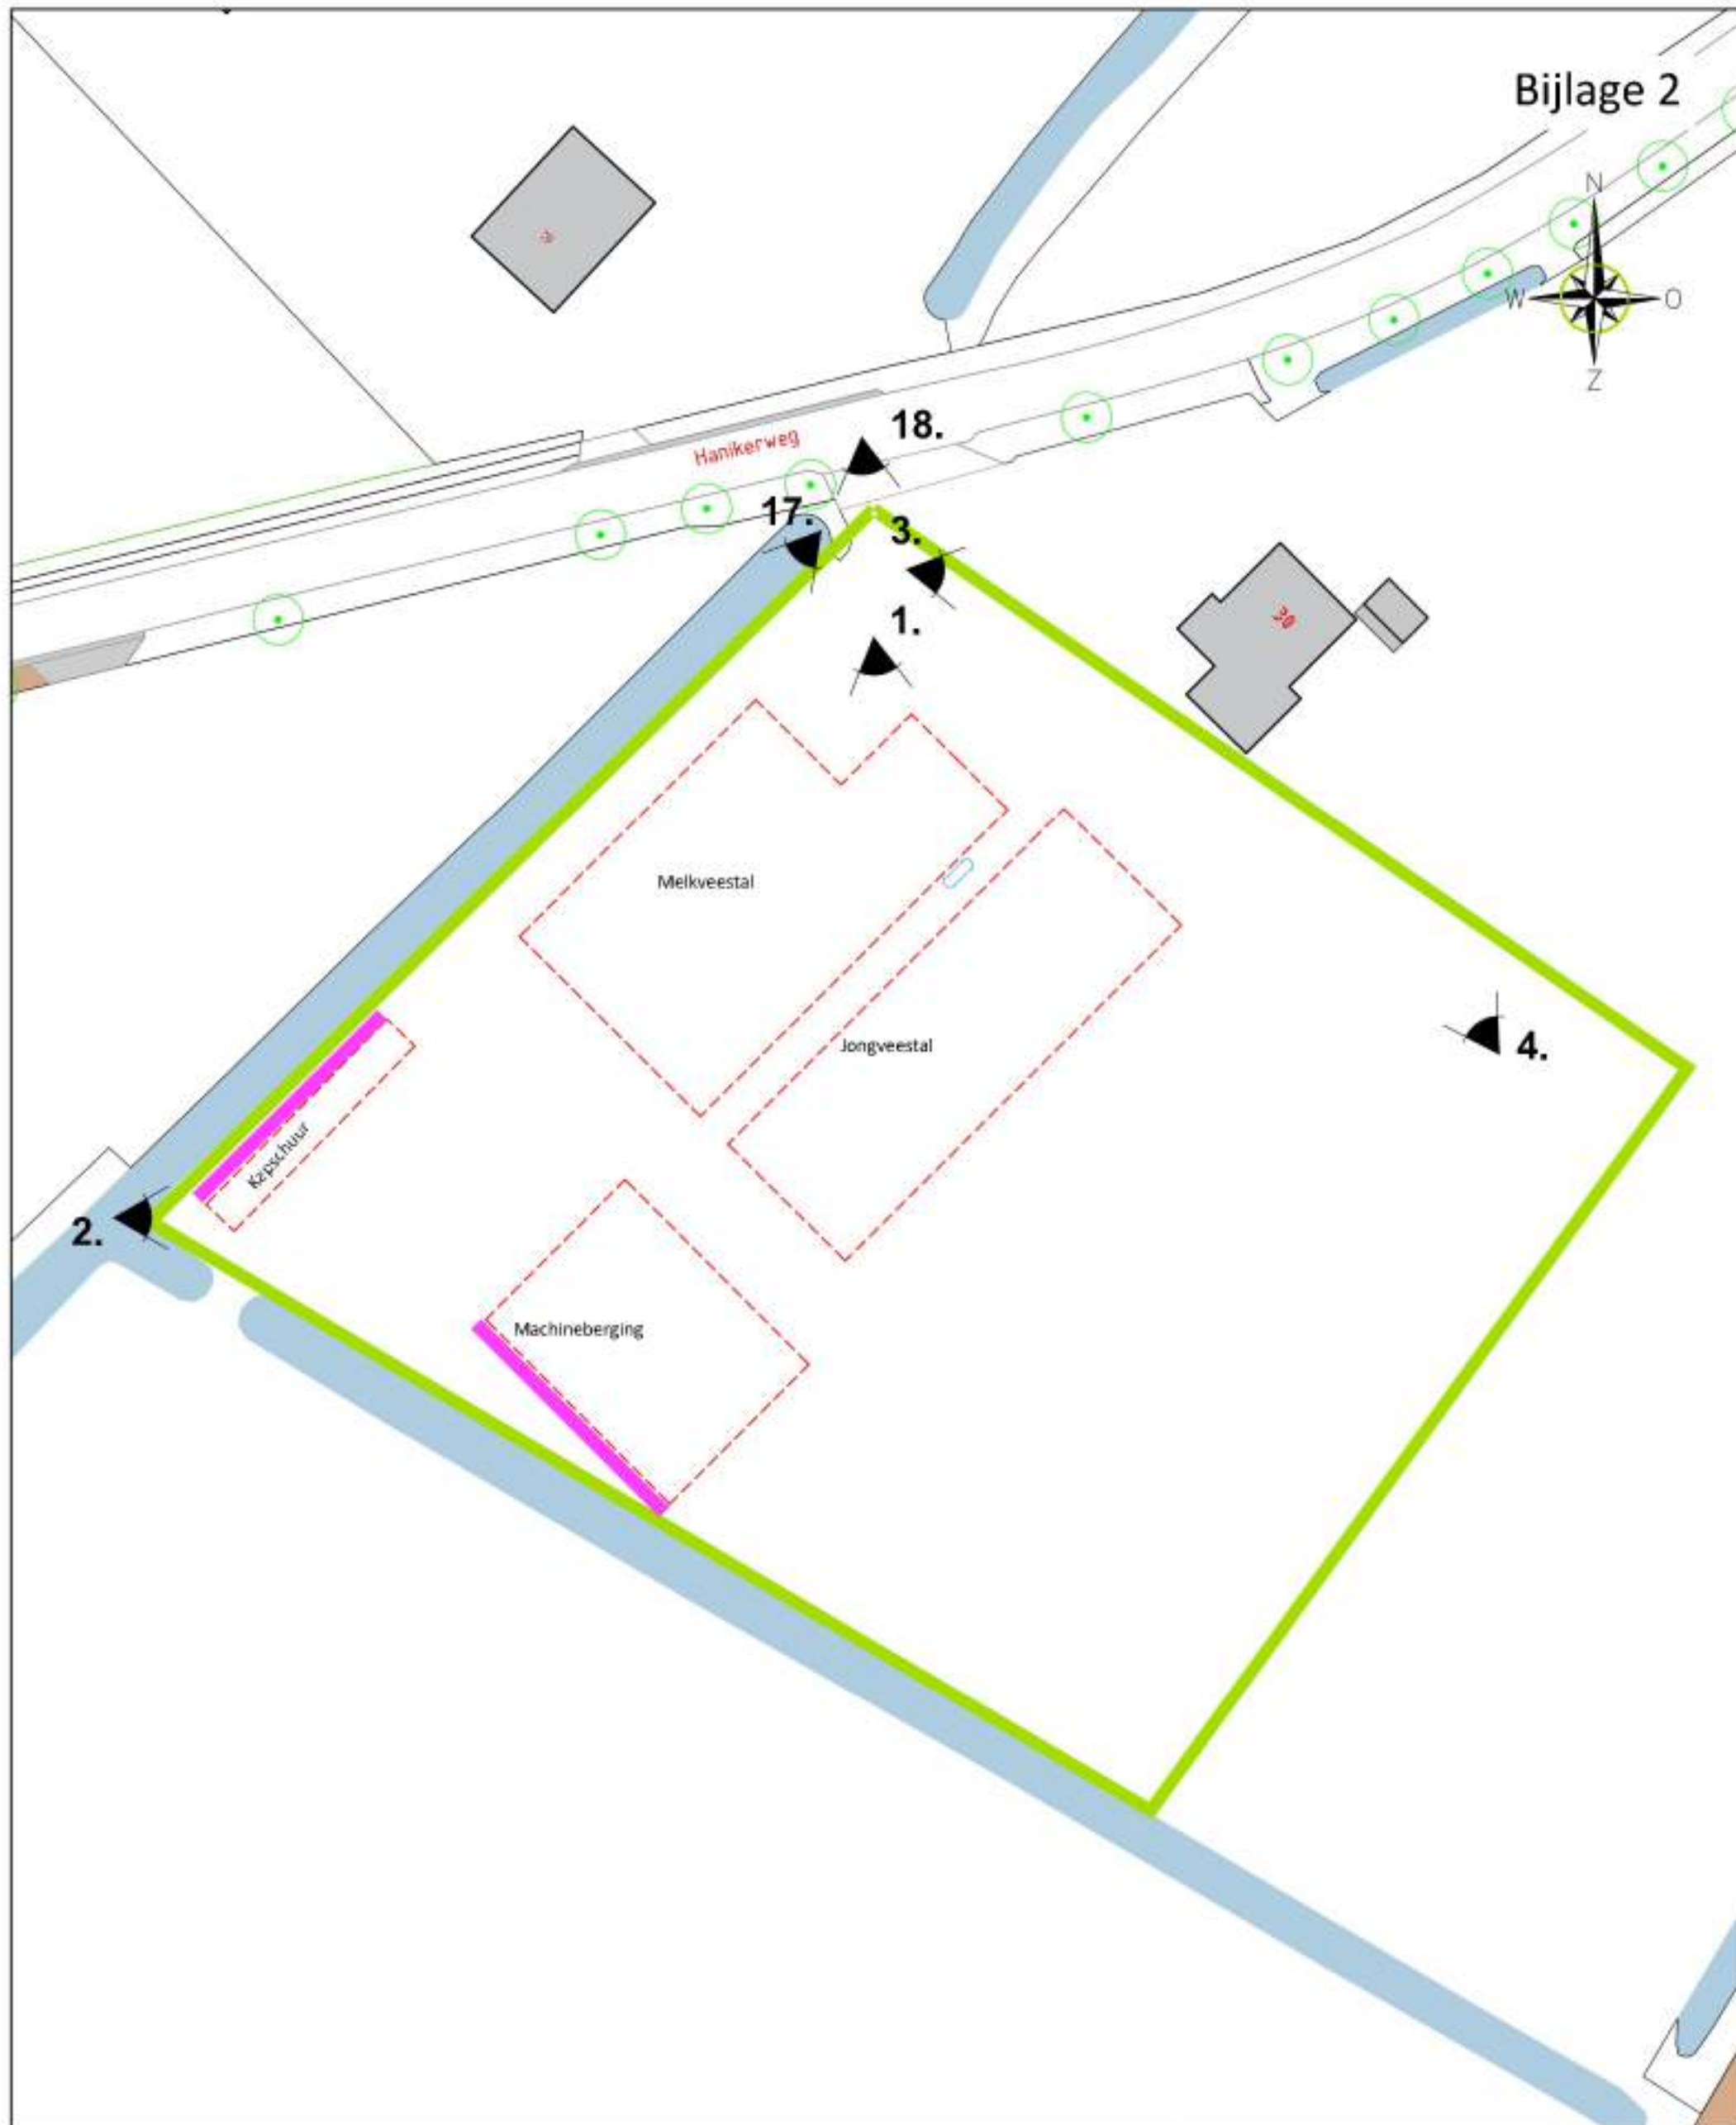 Bijlage 2
N
W
O
Z
18.
Hanikerweg
17.
3.
30
1.
Melkveestal
Jongveestal
4.
Kapschuur
2.
Machineberging